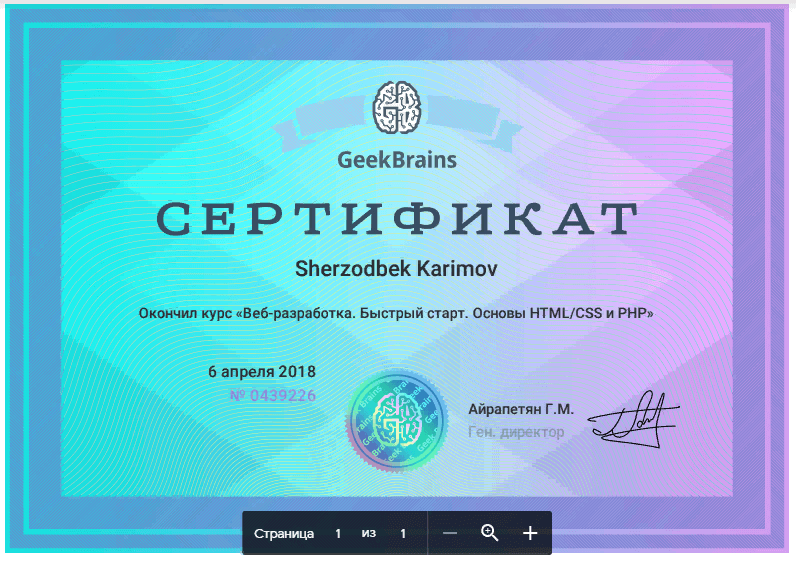 GeekBrains
СЕРТИФИКАТ
Sherzodbek Karimov
Окончил курс «Веб-разработка. Быстрый старт. Основы HTML/CSS и PHP»
6 апреля 2018
№ 0439226
Айрапетян Г.М.
Ген. директор
Страница 1 из 1